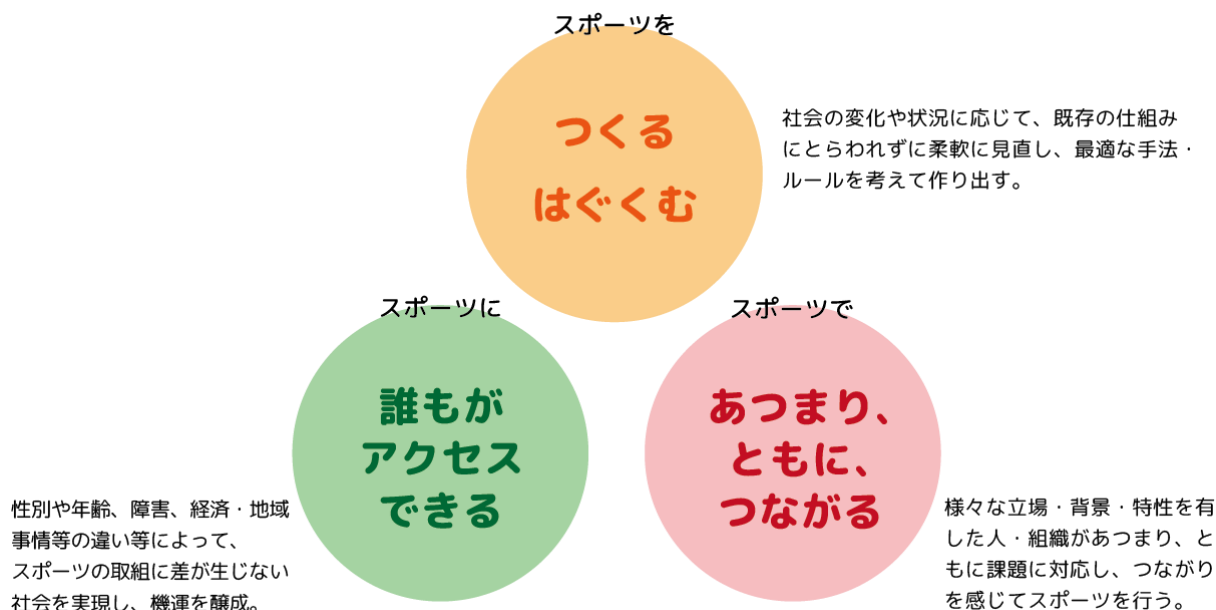 スポーツを
つくる
はぐくむ
社会の変化や状況に応じて、既存の仕組み
にとらわれずに柔軟に見直し、最適な手法・
ルールを考えて作り出す。
スポーツに
誰もが
アクセス
できる
性別や年齢、障害、経済・地域
事情等の違い等によって、
スポーツの取組に差が生じない
社会を実現し、機運を醸成。
スポーツで
あつまり、
ともに、
つながる
様々な立場・背景・特性を有
した人・組織があつまり、と
もに課題に対応し、つながり
を感じてスポーツを行う。